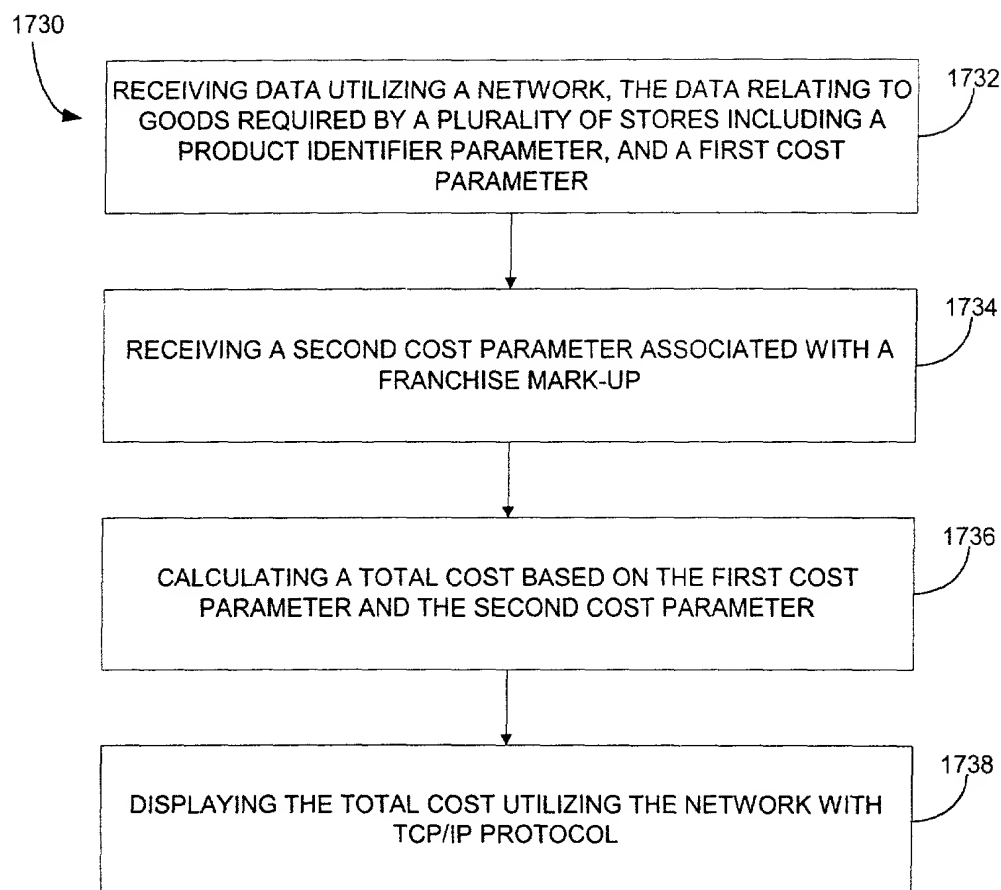 1730
1732
RECEIVING DATA UTILIZING A NETWORK, THE DATA RELATING TO
GOODS REQUIRED BY A PLURALITY OF STORES INCLUDING A
PRODUCT IDENTIFIER PARAMETER, AND A FIRST COST
PARAMETER
1734
RECEIVING A SECOND COST PARAMETER ASSOCIATED WITH A
FRANCHISE MARK-UP
1736
CALCULATING A TOTAL COST BASED ON THE FIRST COST
PARAMETER AND THE SECOND COST PARAMETER
1738
DISPLAYING THE TOTAL COST UTILIZING THE NETWORK WITH
TCP/IP PROTOCOL